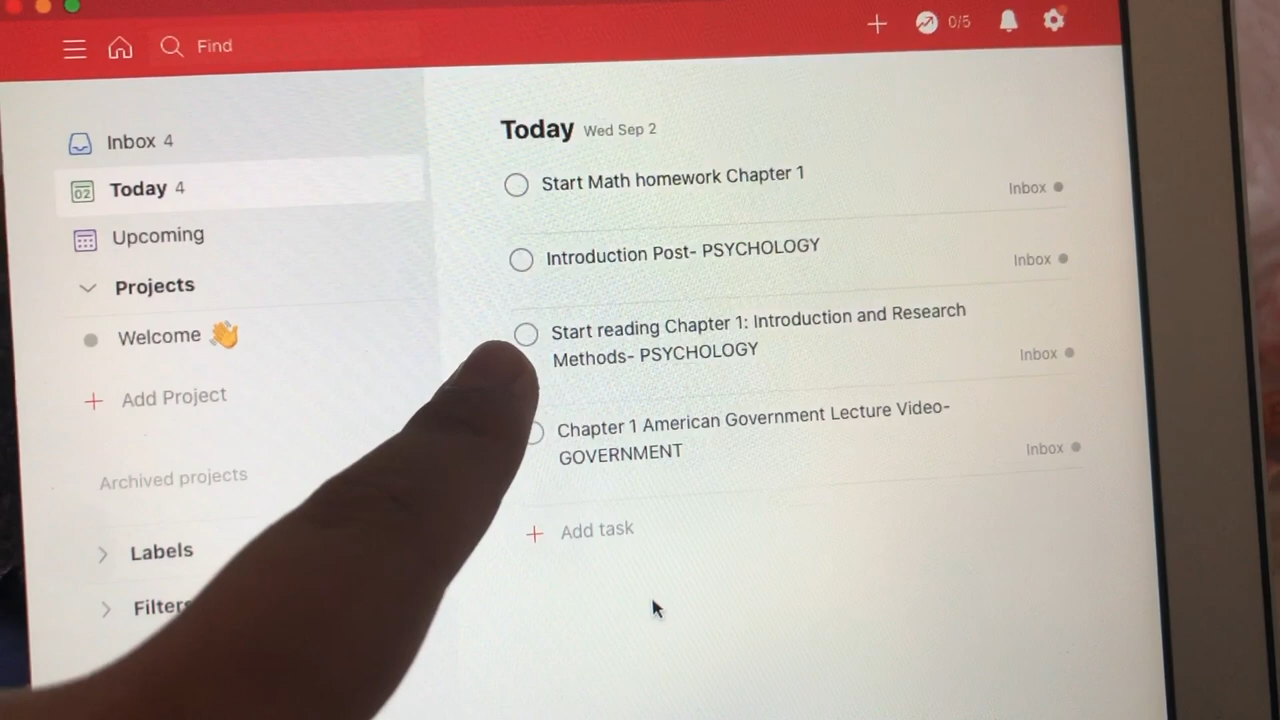 Find
0/5
Inbox 4
Today 4
Upcoming
Projects
Welcome 👋
Add Project
Archived projects
Labels
Filters
Today Wed Sep 2
Start Math homework Chapter 1
Inbox
Introduction Post- PSYCHOLOGY
Inbox
Start reading Chapter 1: Introduction and Research
Methods- PSYCHOLOGY
Inbox
Chapter 1 American Government Lecture Video-
GOVERNMENT
Inbox
Add task
02